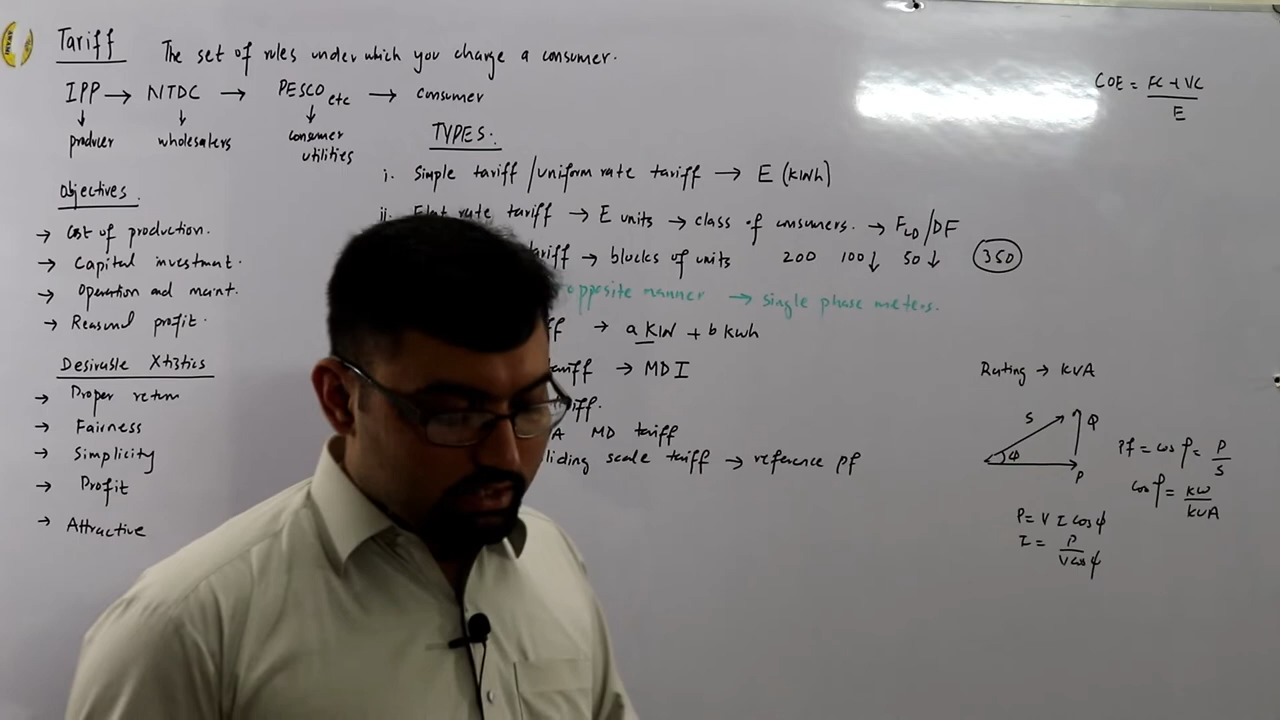 Tariff The set of rules under which you charge a consumer.
IPP → NTDC → PESCO etc → consumer
↓ ↓ ↓
producer wholesalers consumer utilities
Objectives
→ Cost of production.
→ Capital investment.
→ Operation and maint.
→ Reasund profit.
Desirable Xtistics
→ Proper return
→ Fairness
→ Simplicity
→ Profit
→ Attractive
TYPES:
i. Simple tariff /uniform rate tariff → E (kWh)
ii. Flat rate tariff → E units → class of consumers. → FLD/DF
tariff → blocks of units 200 100↓ 50↓ 350
opposite manner → single phase meters.
ff → a KW + b kwh
tariff → MDI
iff.
A MD tariff
liding scale tariff → reference pf
COE = FC + VC / E
Rating → KVA
S Q
ϕ P
Pf = cos φ = P / S
cos φ = KW / KVA
P = V I cos ϕ
I = P / V cos ϕ